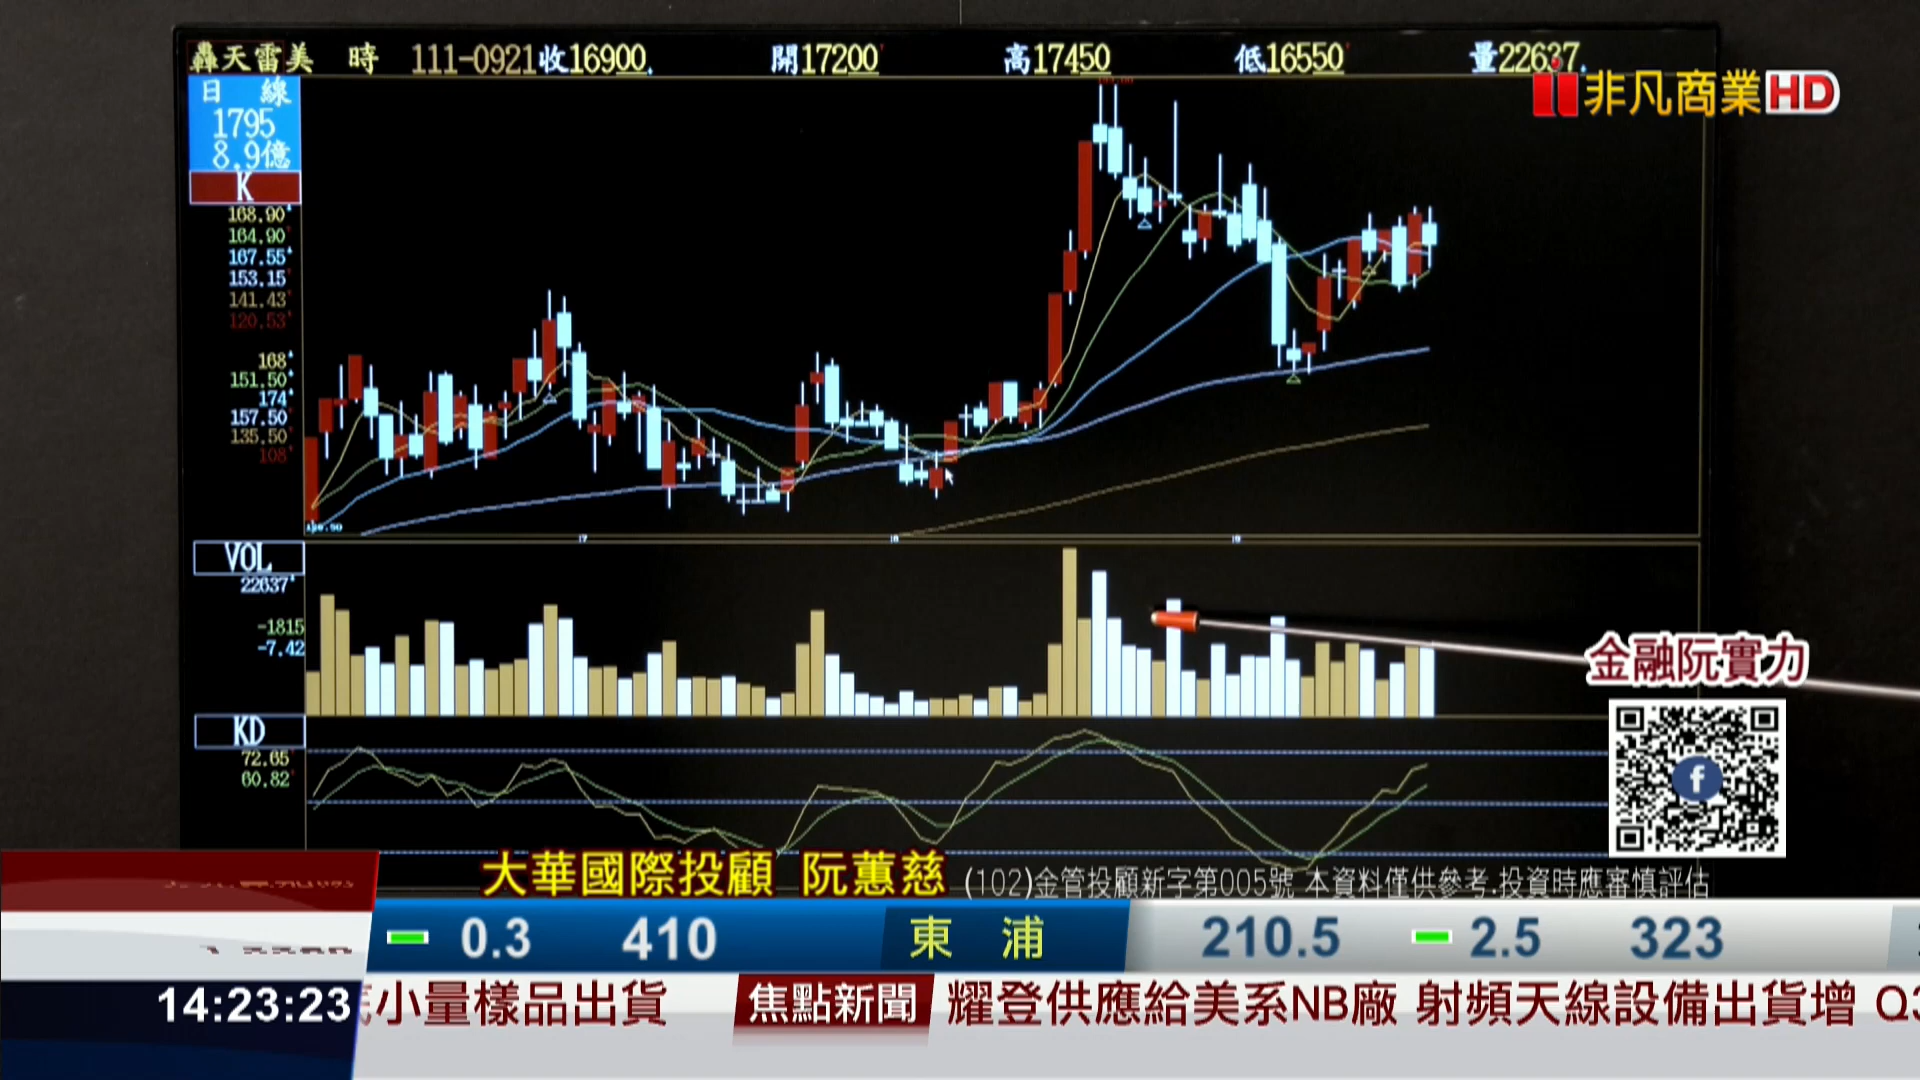 轟天雷美 時 111-0921收16900 開17200 高17450 低16550 量22637
日 線
1795
8.9億
K
168.90
164.90
167.55
153.15
141.43
120.53
168
151.50
174
157.50
135.50
108
非凡商業HD
7 8 9
VOL
22637
-1815
-7.42
KD
72.65
60.82
金融阮實力
f
大華國際投顧 阮蕙慈 (102)金管投顧新字第005號 本資料僅供參考.投資時應審慎評估
0.3 410 東 浦 210.5 2.5 323
14:23:23 小量樣品出貨 焦點新聞 耀登供應給美系NB廠 射頻天線設備出貨增 Q3